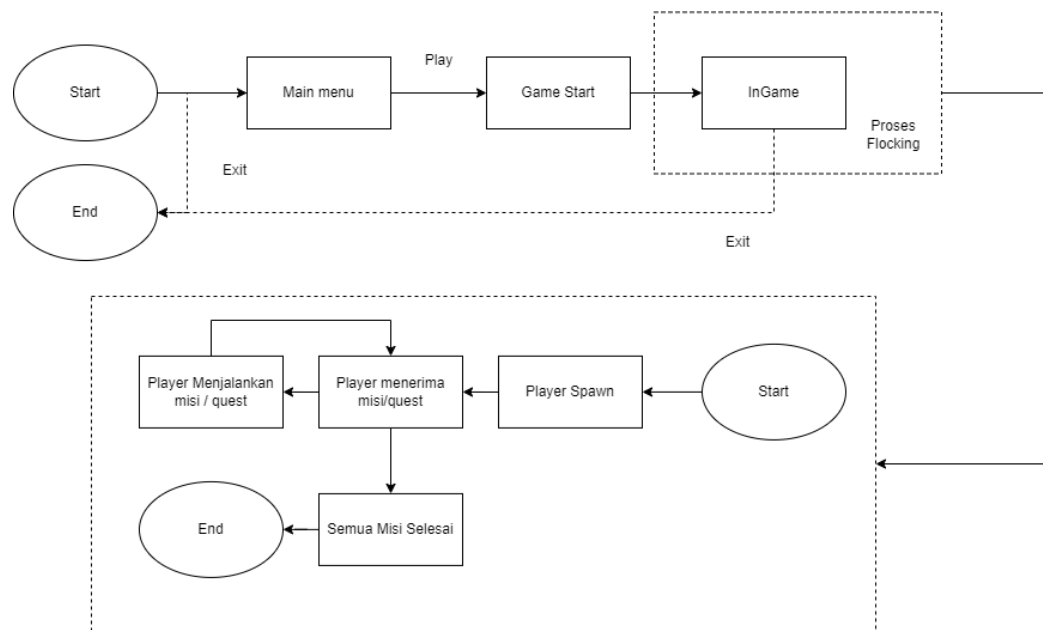 Start
Main menu
Play
Game Start
InGame
Proses
Flocking
Exit
End
Exit
Player Menjalankan
misi / quest
Player menerima
misi/quest
Player Spawn
Start
End
Semua Misi Selesai